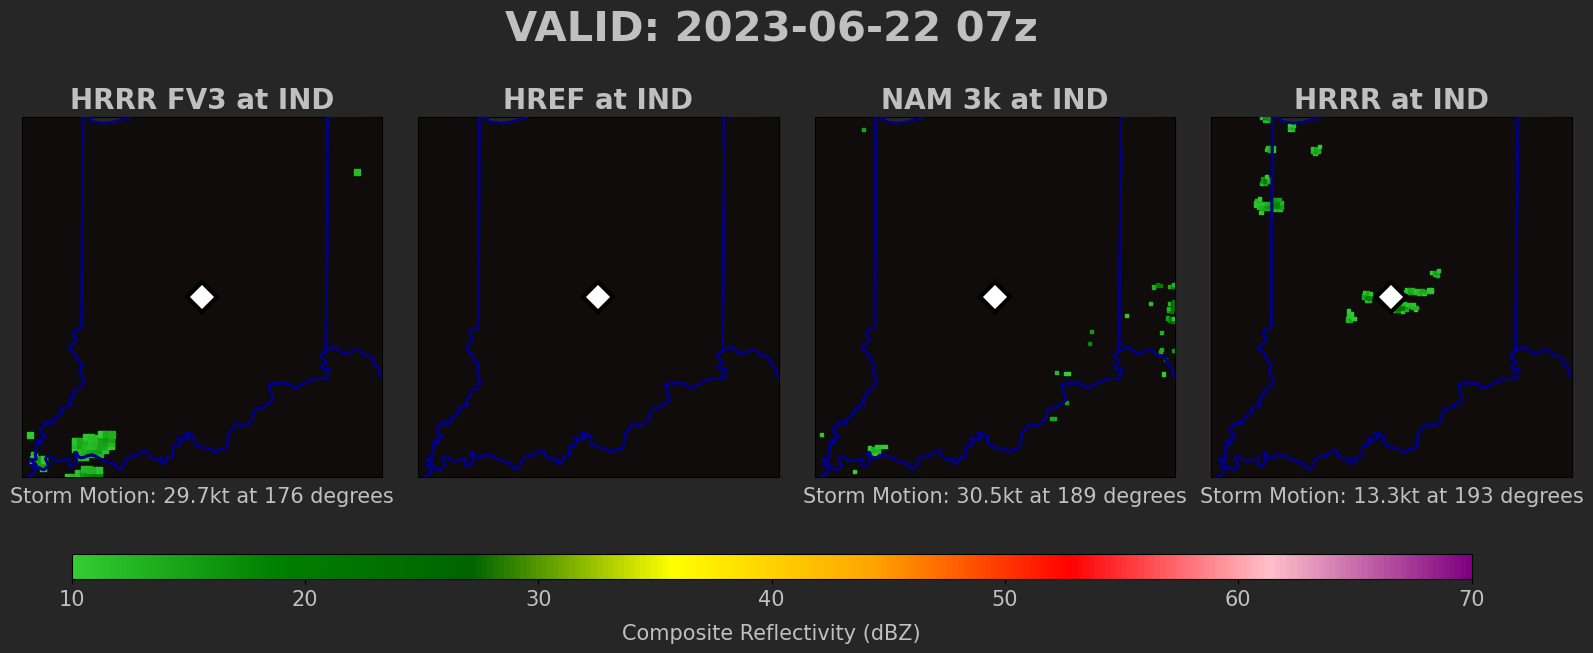 VALID: 2023-06-22 07z
HRRR FV3 at IND
HREF at IND
NAM 3k at IND
HRRR at IND
Storm Motion: 29.7kt at 176 degrees
Storm Motion: 30.5kt at 189 degrees
Storm Motion: 13.3kt at 193 degrees
10 20 30 40 50 60 70
Composite Reflectivity (dBZ)